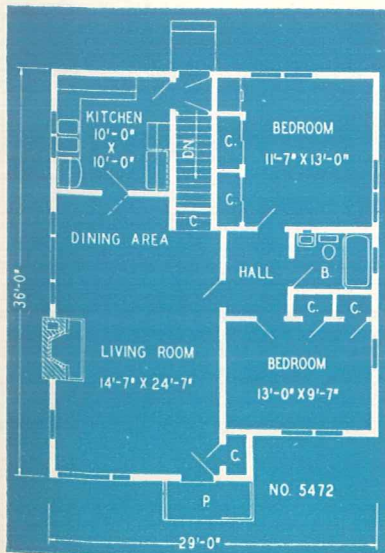 KITCHEN
10'-0"
X
10'-0"
DN.
C.
C.
C.
BEDROOM
11'-7" X 13'-0"
DINING AREA
HALL
B.
C.
C.
36'-0"
LIVING ROOM
14'-7" X 24'-7"
BEDROOM
13'-0" X 9'-7"
C.
P.
NO. 5472
29'-0"